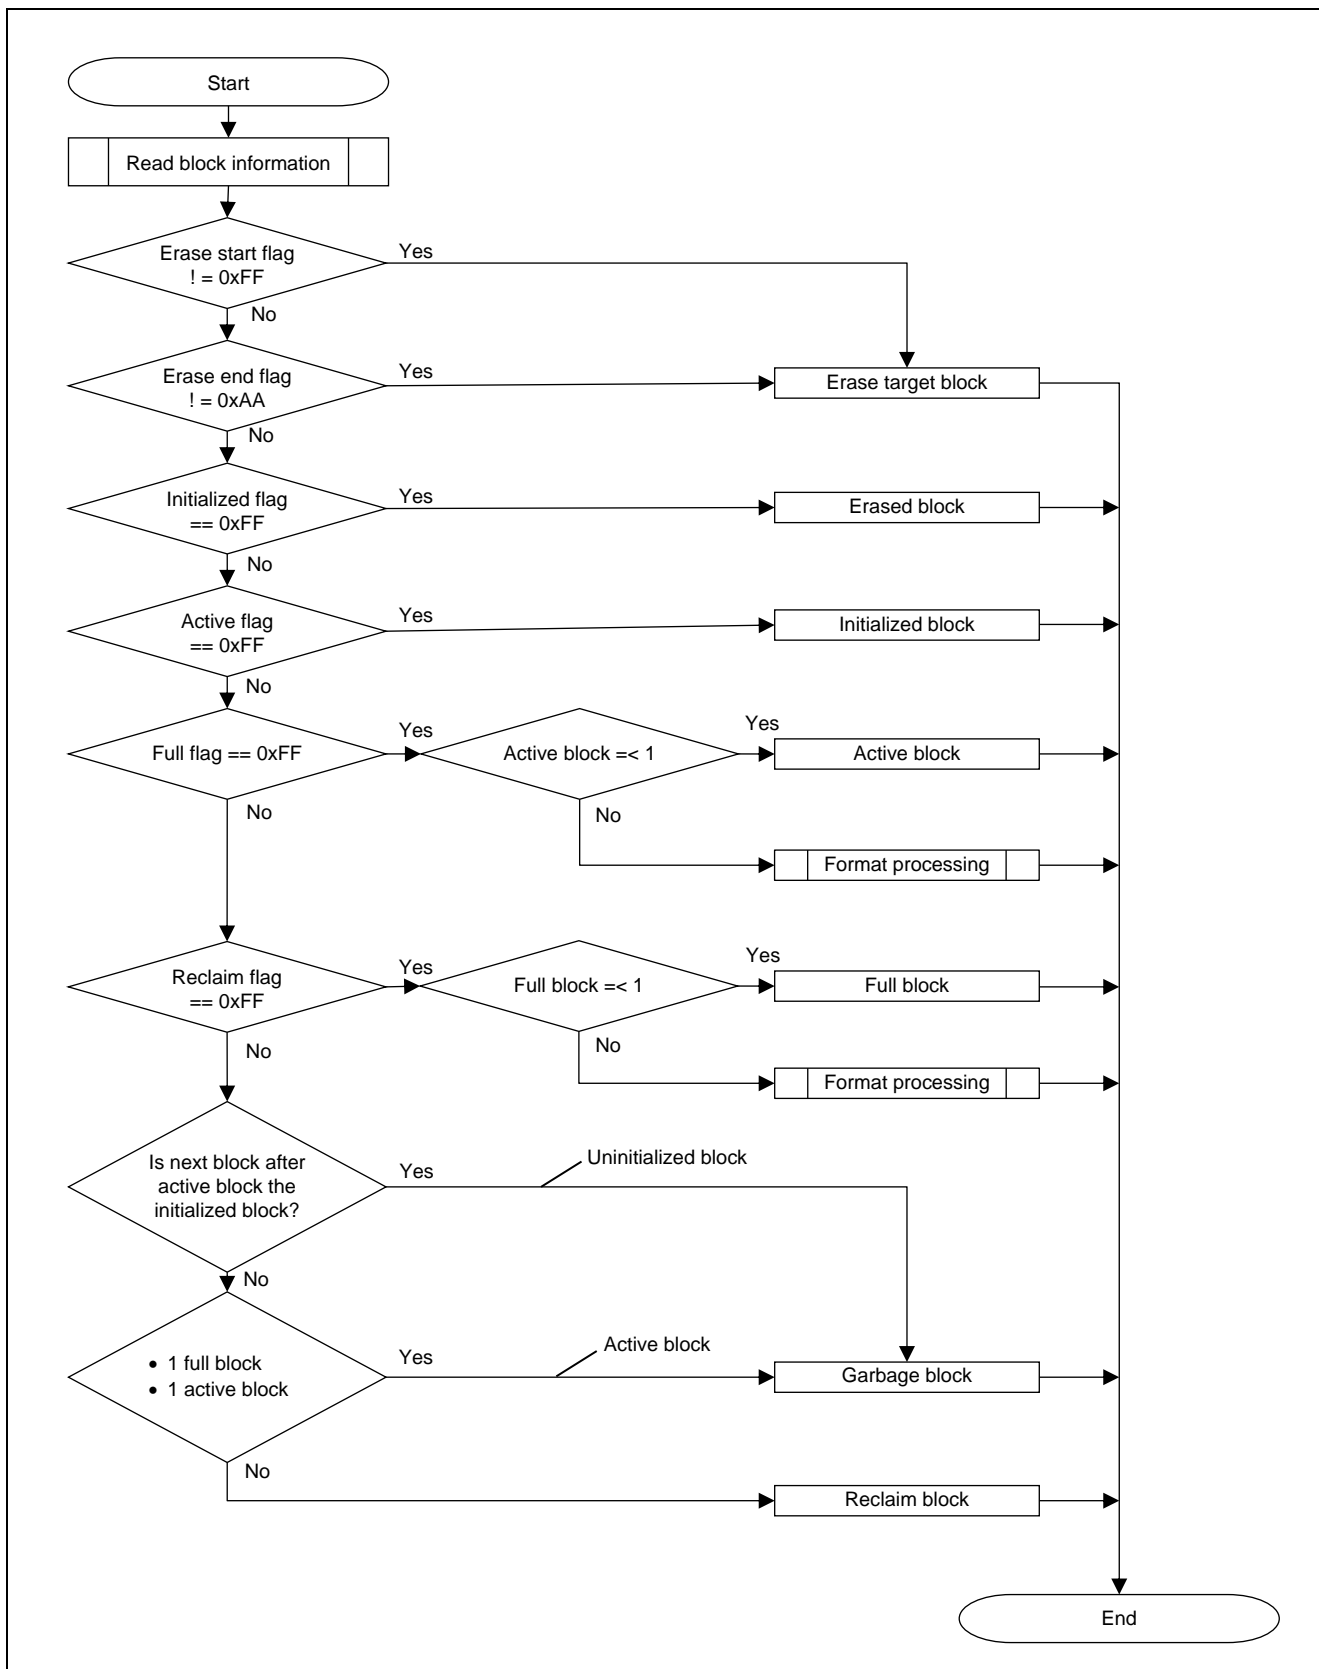 Start
Read block information
Erase start flag
! = 0xFF
Yes
No
Erase end flag
! = 0xAA
Yes
Erase target block
No
Initialized flag
== 0xFF
Yes
Erased block
No
Active flag
== 0xFF
Yes
Initialized block
No
Full flag == 0xFF
Yes
Active block =< 1
Yes
Active block
No
No
Format processing
Reclaim flag
== 0xFF
Yes
Full block =< 1
Yes
Full block
No
No
Format processing
Is next block after
active block the
initialized block?
Yes
Uninitialized block
No
• 1 full block
• 1 active block
Yes
Active block
Garbage block
No
Reclaim block
End